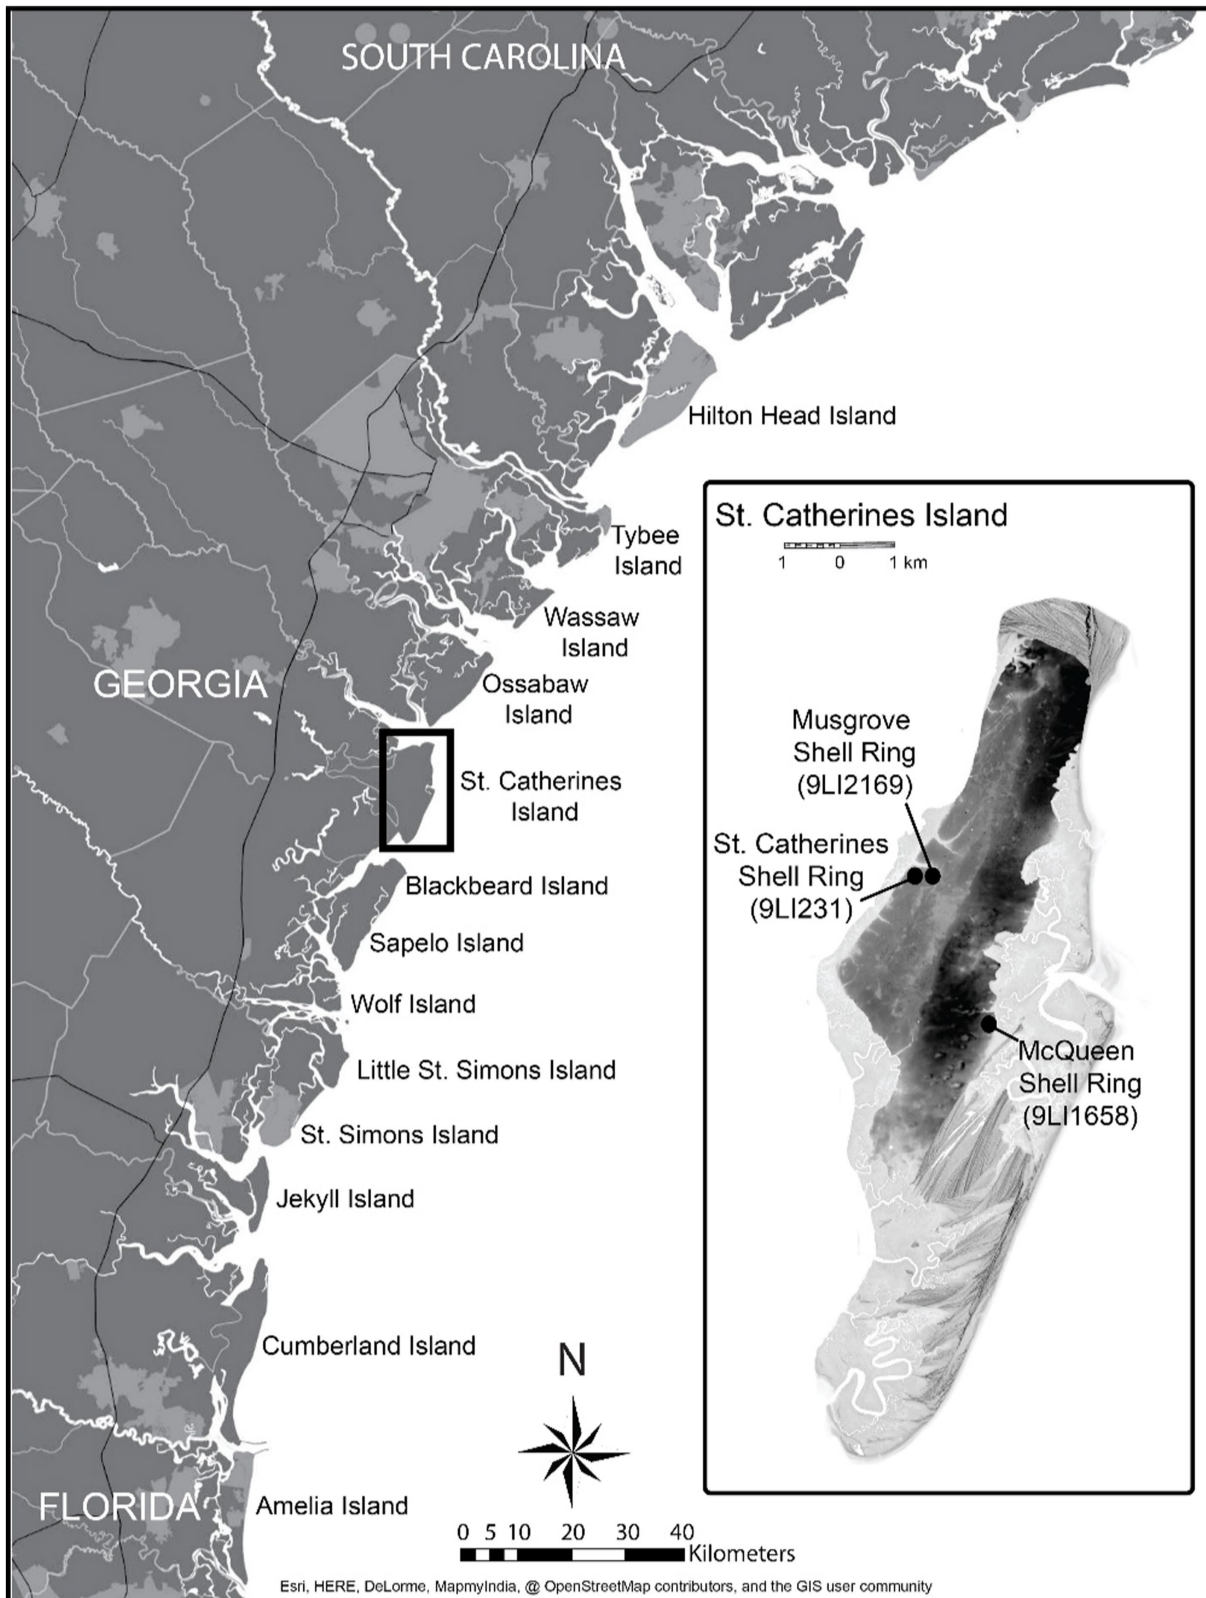 SOUTH CAROLINA
Hilton Head Island
St. Catherines Island
1 0 1 km
Tybee
Island
Wassaw
Island
GEORGIA
Ossabaw
Island
Musgrove
Shell Ring
(9LI2169)
St. Catherines
Island
St. Catherines
Shell Ring
(9LI231)
Blackbeard Island
Sapelo Island
Wolf Island
McQueen
Shell Ring
(9LI1658)
Little St. Simons Island
St. Simons Island
Jekyll Island
Cumberland Island
N
FLORIDA
Amelia Island
0 5 10 20 30 40
Kilometers
Esri, HERE, DeLorme, MapmyIndia, @ OpenStreetMap contributors, and the GIS user community